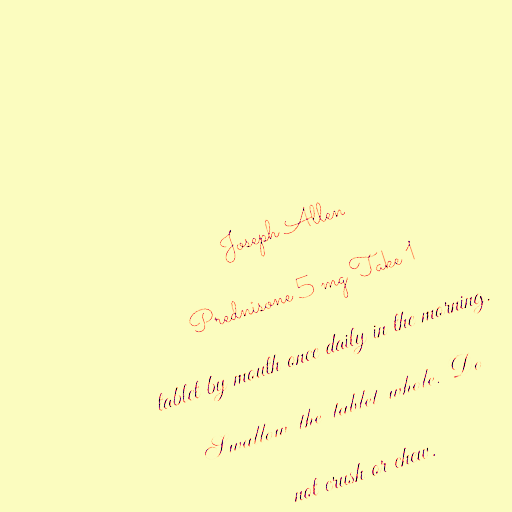 Joseph Allen
Prednisone 5 mg Take 1
tablet by mouth once daily in the morning.
Swallow the tablet whole. Do
not crush or chew.